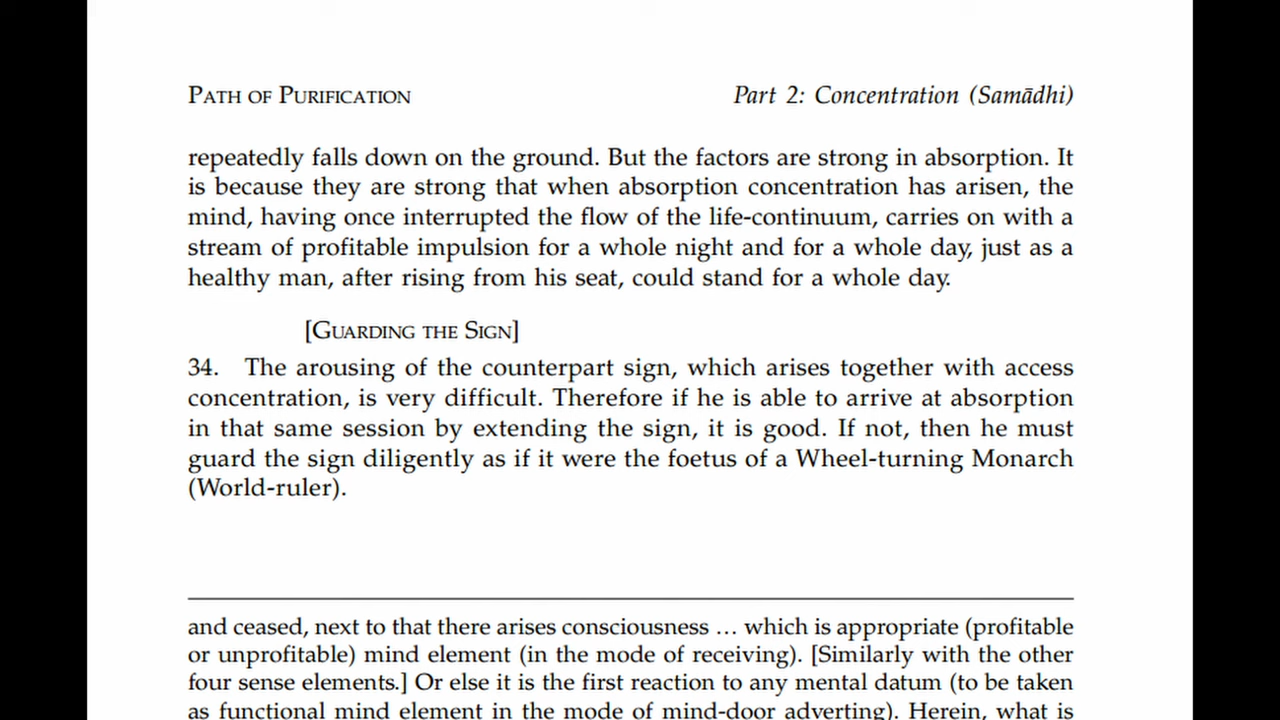 PATH OF PURIFICATION
Part 2: Concentration (Samādhi)
repeatedly falls down on the ground. But the factors are strong in absorption. It
is because they are strong that when absorption concentration has arisen, the
mind, having once interrupted the flow of the life-continuum, carries on with a
stream of profitable impulsion for a whole night and for a whole day, just as a
healthy man, after rising from his seat, could stand for a whole day.
[GUARDING THE SIGN]
34. The arousing of the counterpart sign, which arises together with access
concentration, is very difficult. Therefore if he is able to arrive at absorption
in that same session by extending the sign, it is good. If not, then he must
guard the sign diligently as if it were the foetus of a Wheel-turning Monarch
(World-ruler).
and ceased, next to that there arises consciousness … which is appropriate (profitable
or unprofitable) mind element (in the mode of receiving). [Similarly with the other
four sense elements.] Or else it is the first reaction to any mental datum (to be taken
as functional mind element in the mode of mind-door adverting). Herein, what is